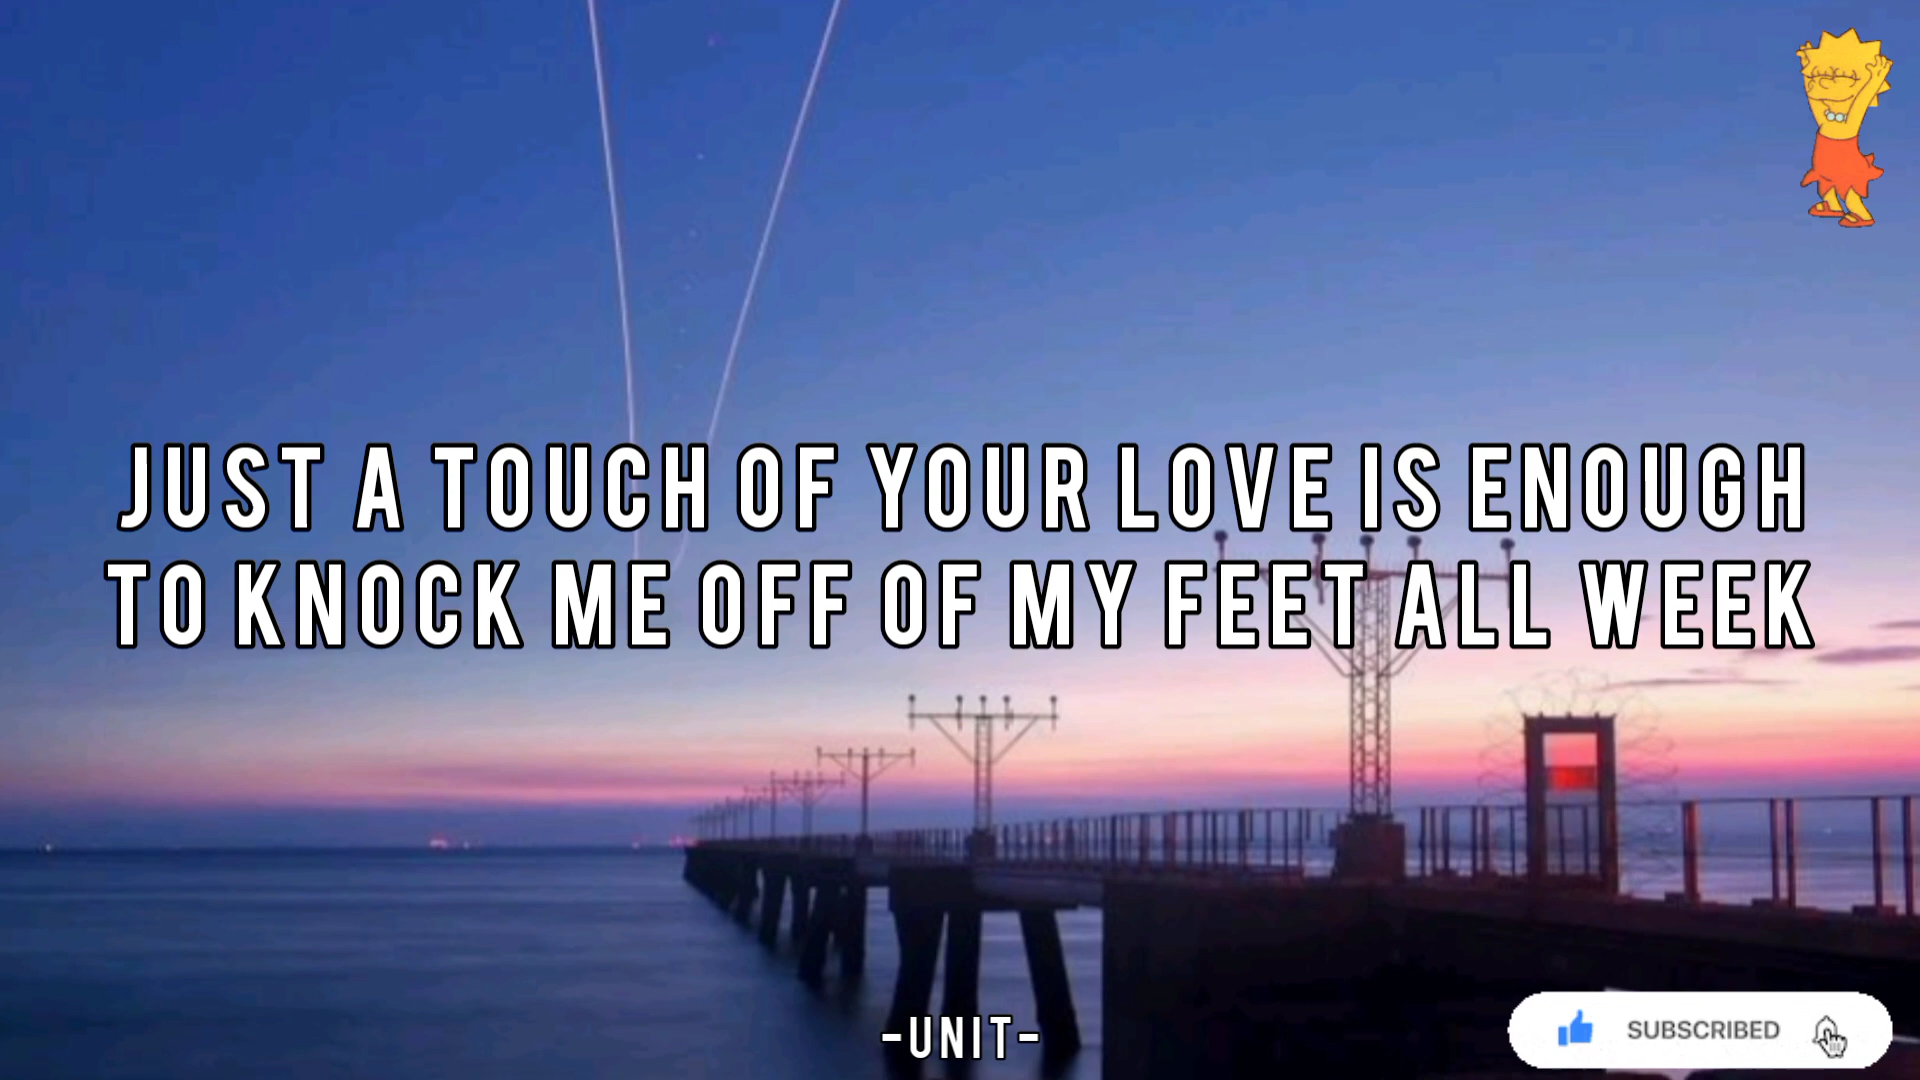 JUST A TOUCH OF YOUR LOVE IS ENOUGH
TO KNOCK ME OFF OF MY FEET ALL WEEK
-UNIT-
SUBSCRIBED